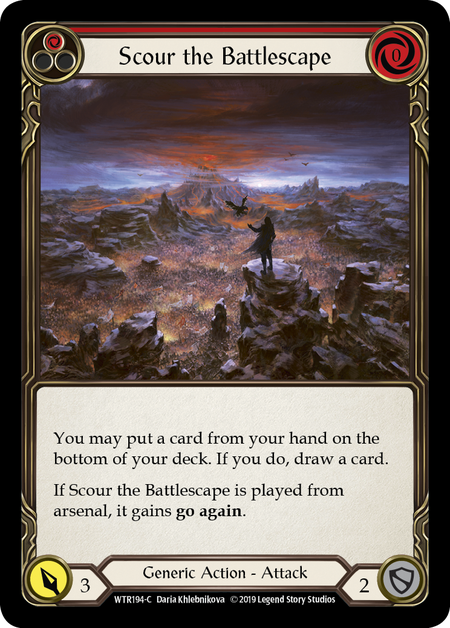 Scour the Battlescape
0
You may put a card from your hand on the
bottom of your deck. If you do, draw a card.
If Scour the Battlescape is played from
arsenal, it gains go again.
3
Generic Action - Attack
2
WTR194-C Daria Khlebnikova © 2019 Legend Story Studios